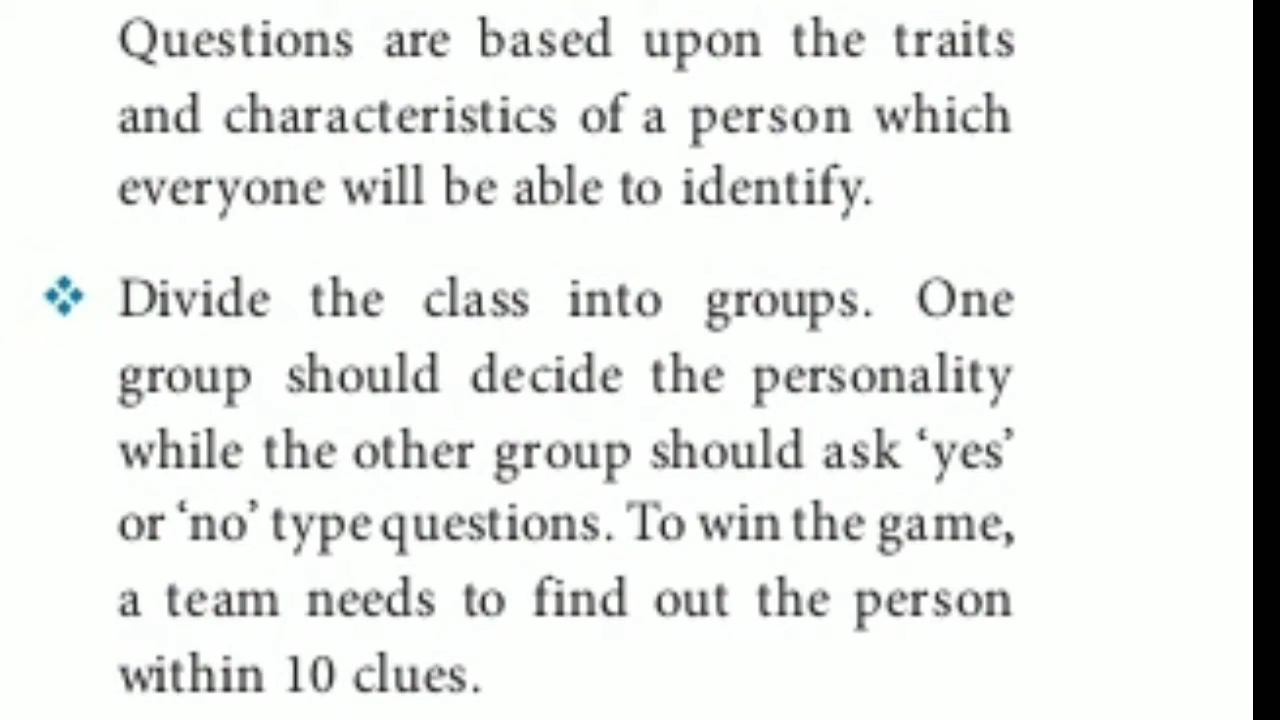 Questions are based upon the traits
and characteristics of a person which
everyone will be able to identify.
❖ Divide the class into groups. One
group should decide the personality
while the other group should ask ‘yes’
or ‘no’ type questions. To win the game,
a team needs to find out the person
within 10 clues.